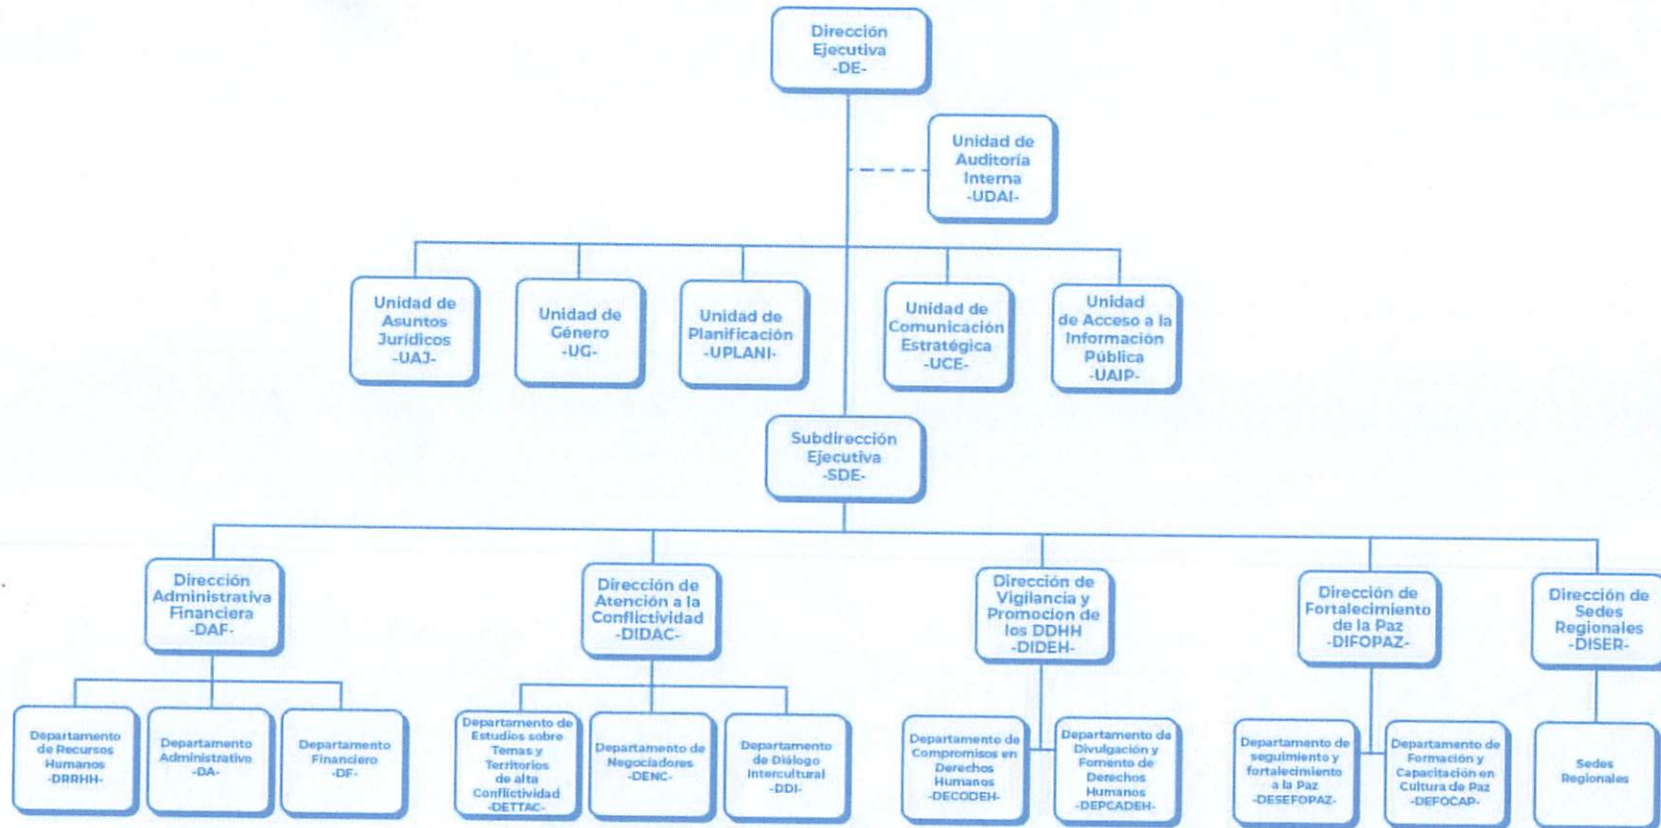 Dirección
Ejecutiva
-DE-
Unidad de
Auditoría
Interna
-UDAI-
Unidad de
Asuntos
Jurídicos
-UAJ-
Unidad de
Género
-UG-
Unidad de
Planificación
-UPLANI-
Unidad de
Comunicación
Estratégica
-UCE-
Unidad
de Acceso a la
Información
Pública
-UAIP-
Subdirección
Ejecutiva
-SDE-
Dirección
Administrativa
Financiera
-DAF-
Dirección de
Atención a la
Conflictividad
-DIDAC-
Dirección de
Vigilancia y
Promocion de
los DDHH
-DIDEH-
Dirección de
Fortalecimiento
de la Paz
-DIFOPAZ-
Dirección de
Sedes
Regionales
-DISER-
Departamento
de Recursos
Humanos
-DRRHH-
Departamento
Administrativo
-DA-
Departamento
Financiero
-DF-
Departamento de
Estudios sobre
Temas y
Territorios
de alta
Conflictividad
-DETTAC-
Departamento de
Negociadores
-DENC-
Departamento
de Diálogo
Intercultural
-DDI-
Departamento de
Compromisos en
Derechos
Humanos
-DECODEH-
Departamento de
Divulgación y
Fomento de
Derechos
Humanos
-DEPCADEH-
Departamento de
seguimiento y
fortalecimiento
a la Paz
-DESEFOPAZ-
Departamento de
Formación y
Capacitación en
Cultura de Paz
-DEFOCAP-
Sedes
Regionales